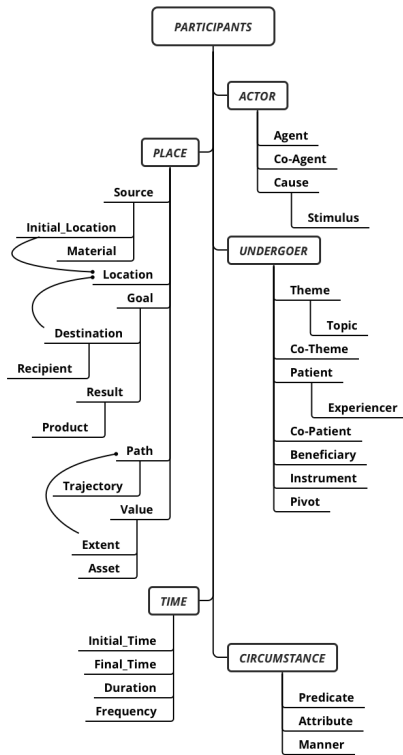 PARTICIPANTS
ACTOR
Agent
Co-Agent
Cause
Stimulus
PLACE
Source
Initial_Location
Material
Location
Goal
Destination
Recipient
Result
Product
Path
Trajectory
Value
Extent
Asset
UNDERGOER
Theme
Topic
Co-Theme
Patient
Experiencer
Co-Patient
Beneficiary
Instrument
Pivot
TIME
Initial_Time
Final_Time
Duration
Frequency
CIRCUMSTANCE
Predicate
Attribute
Manner